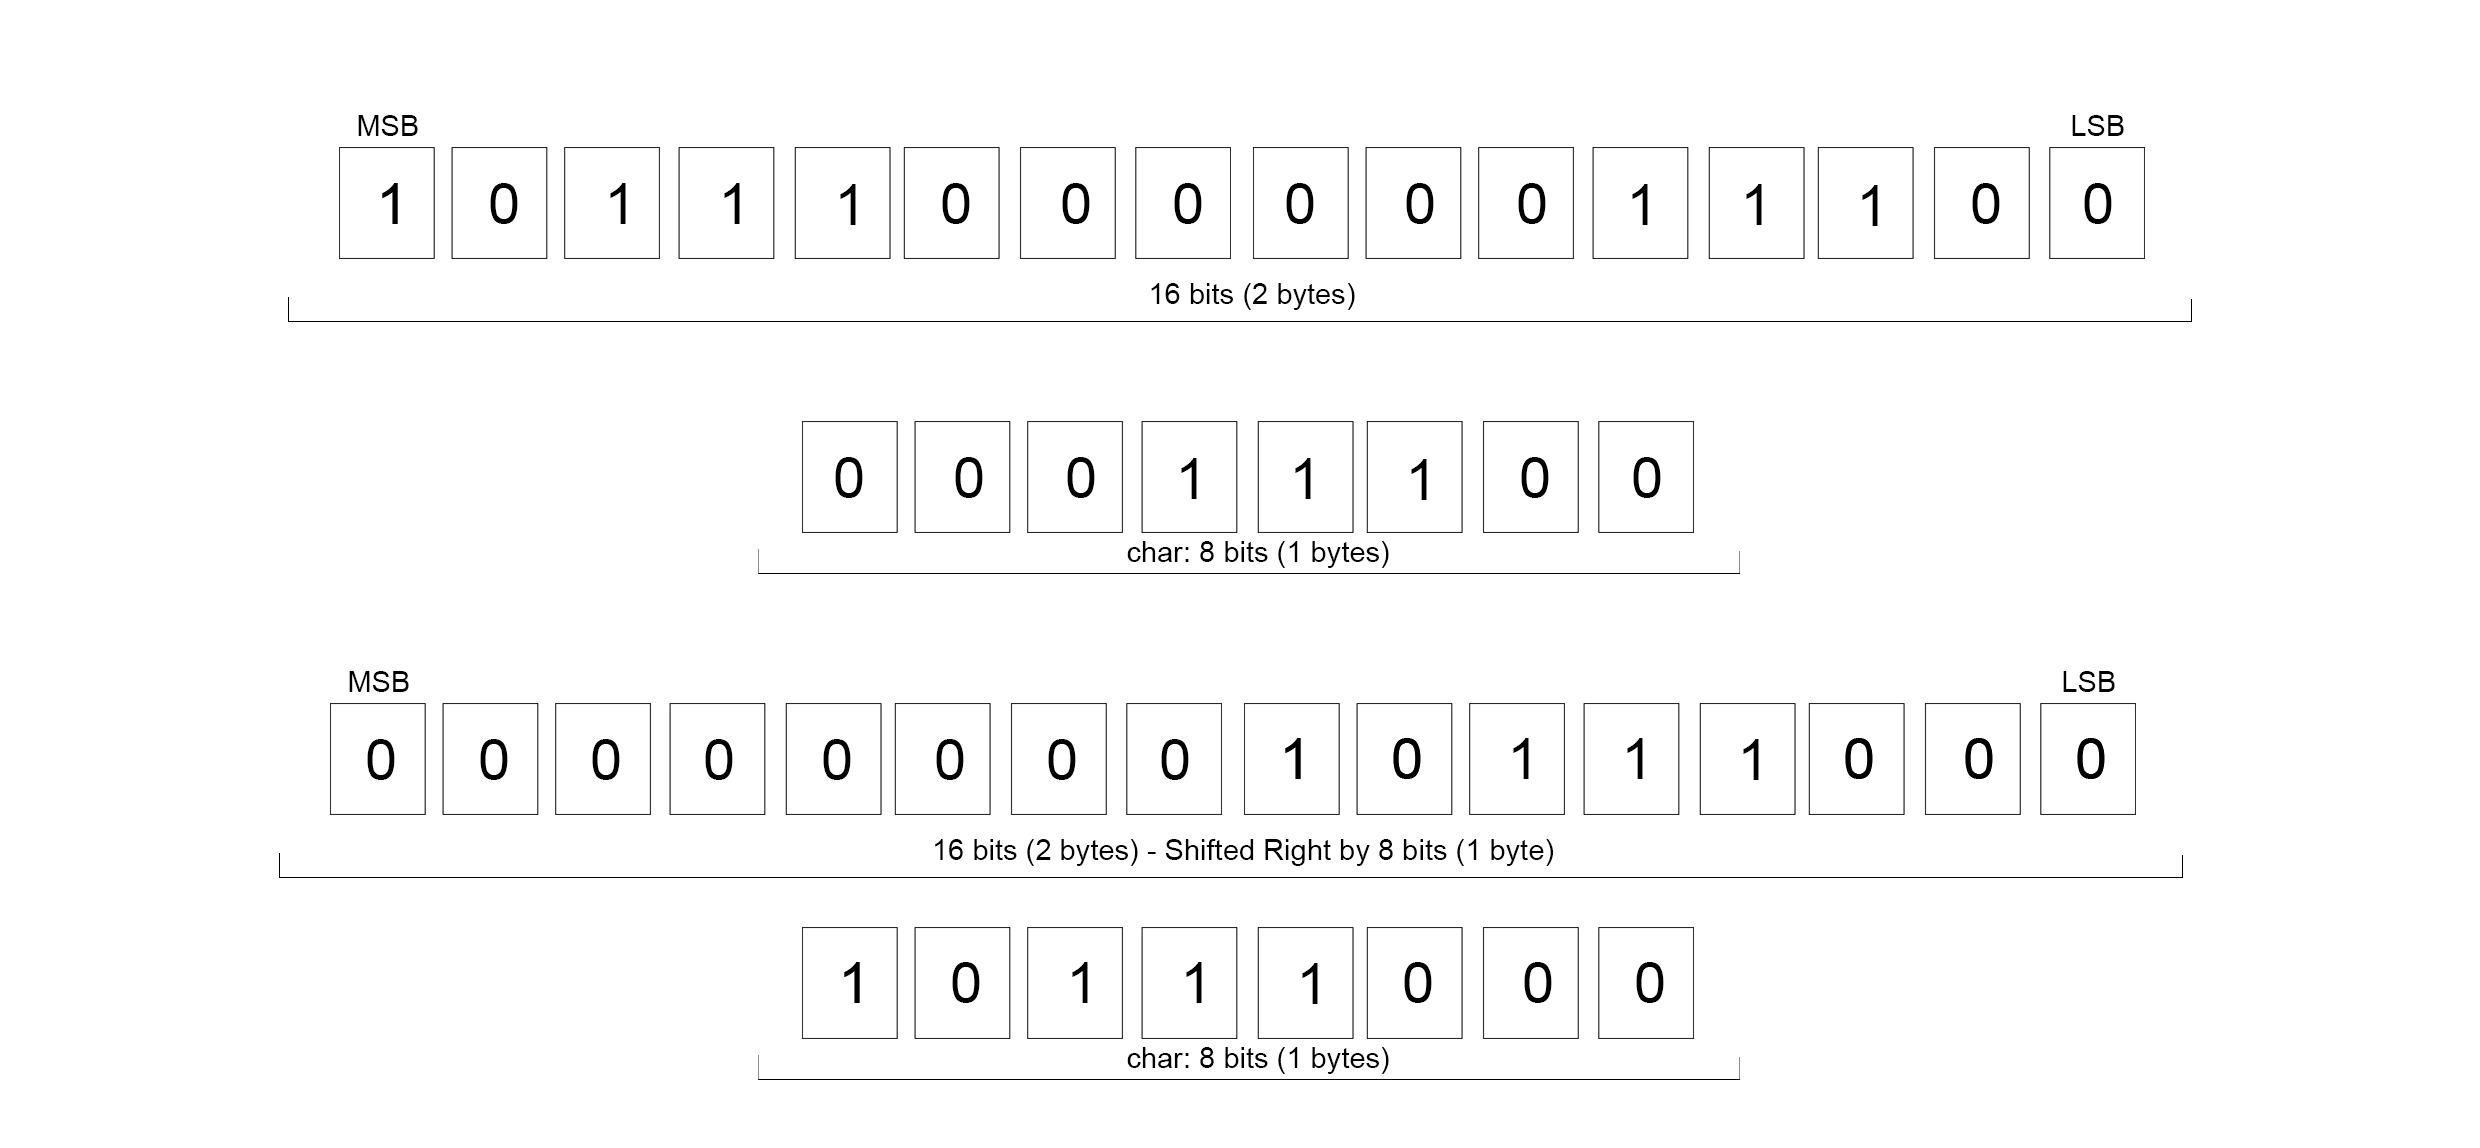 MSB LSB
1 0 1 1 1 0 0 0 0 0 0 1 1 1 0 0
16 bits (2 bytes)
0 0 0 1 1 1 0 0
char: 8 bits (1 bytes)
MSB LSB
0 0 0 0 0 0 0 0 1 0 1 1 1 0 0 0
16 bits (2 bytes) - Shifted Right by 8 bits (1 byte)
1 0 1 1 1 0 0 0
char: 8 bits (1 bytes)